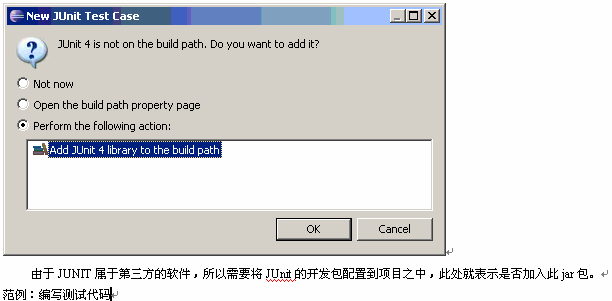 New JUnit Test Case
JUnit 4 is not on the build path. Do you want to add it?
Not now
Open the build path property page
Perform the following action:
Add JUnit 4 library to the build path
OK
Cancel
由于 JUNIT 属于第三方的软件，所以需要将 JUnit 的开发包配置到项目之中，此处就表示是否加入此 jar 包。
范例：编写测试代码